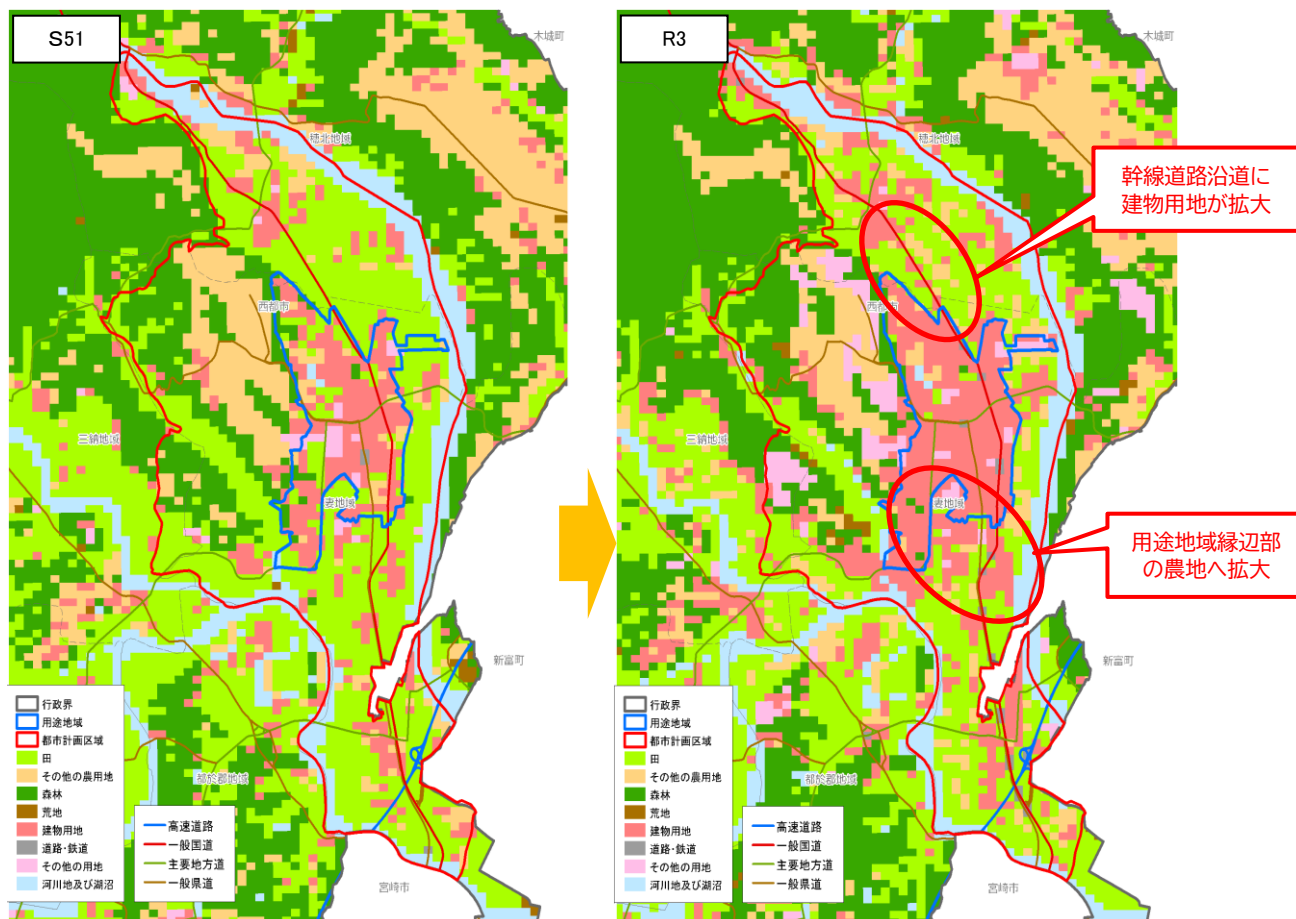 S51
木城町
穂北地域
西都市
三納地域
妻地域
新富町
都於郡地域
宮崎市
行政界
用途地域
都市計画区域
田
その他の農用地
森林
荒地
建物用地
道路・鉄道
その他の用地
河川地及び湖沼
高速道路
一般国道
主要地方道
一般県道
R3
木城町
穂北地域
幹線道路沿道に
建物用地が拡大
西都市
三納地域
妻地域
用途地域縁辺部
の農地へ拡大
新富町
都於郡地域
宮崎市
行政界
用途地域
都市計画区域
田
その他の農用地
森林
荒地
建物用地
道路・鉄道
その他の用地
河川地及び湖沼
高速道路
一般国道
主要地方道
一般県道